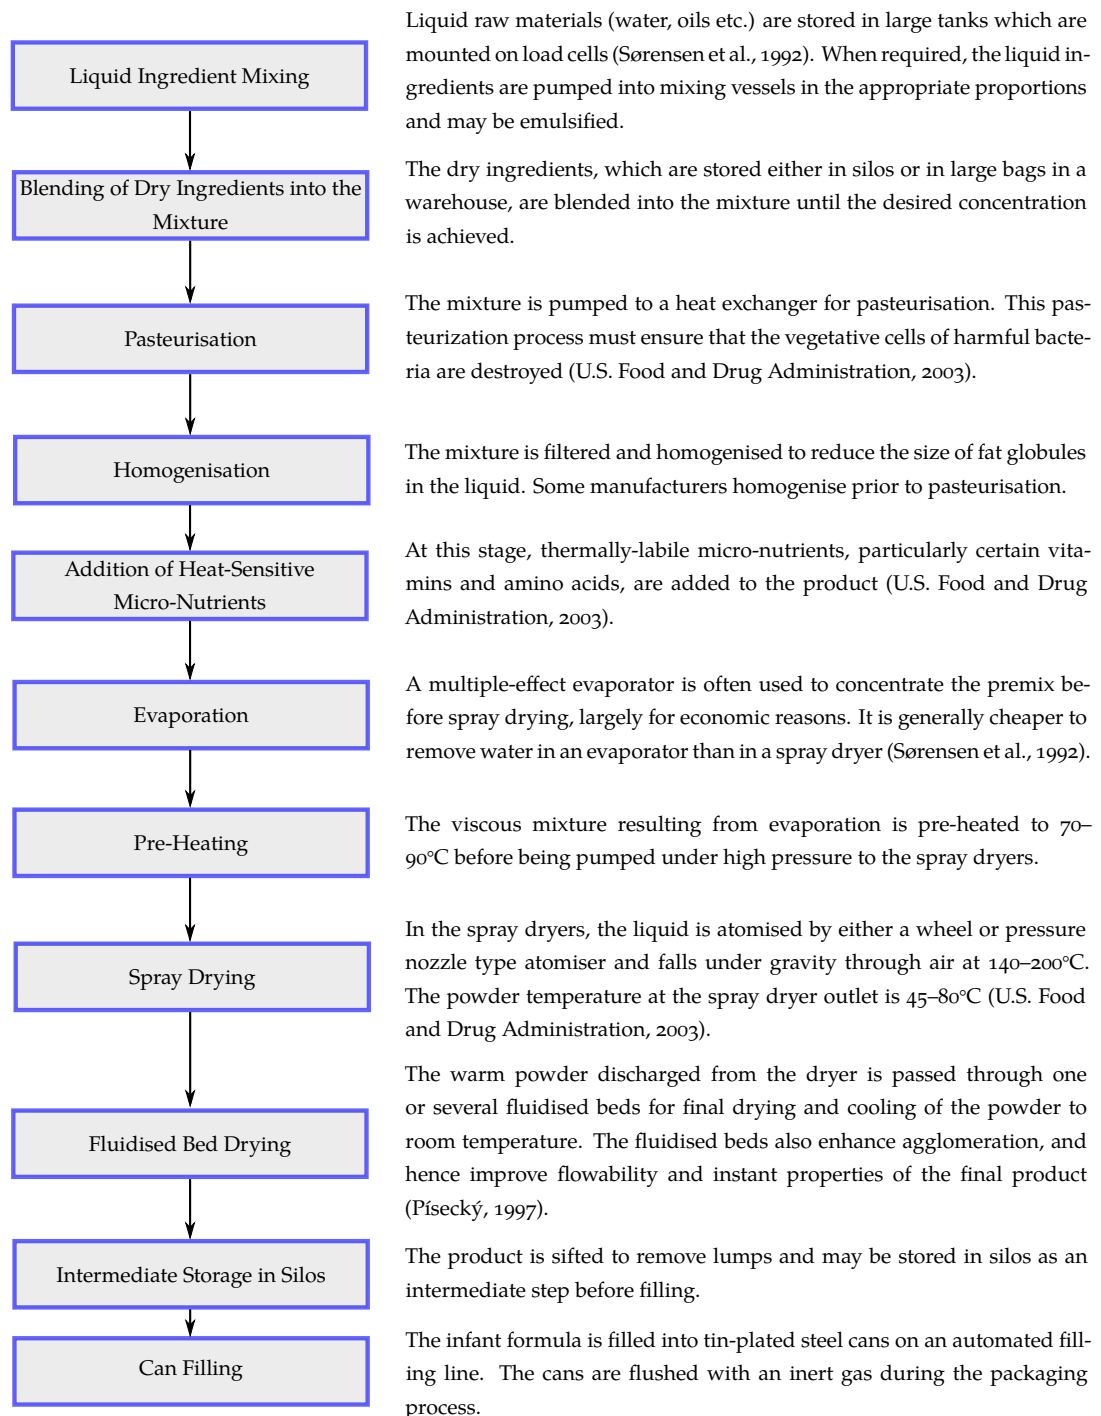 Liquid Ingredient Mixing
Liquid raw materials (water, oils etc.) are stored in large tanks which are
mounted on load cells (Sørensen et al., 1992). When required, the liquid in-
gredients are pumped into mixing vessels in the appropriate proportions
and may be emulsified.
Blending of Dry Ingredients into the
Mixture
The dry ingredients, which are stored either in silos or in large bags in a
warehouse, are blended into the mixture until the desired concentration
is achieved.
Pasteurisation
The mixture is pumped to a heat exchanger for pasteurisation. This pas-
teurization process must ensure that the vegetative cells of harmful bacte-
ria are destroyed (U.S. Food and Drug Administration, 2003).
Homogenisation
The mixture is filtered and homogenised to reduce the size of fat globules
in the liquid. Some manufacturers homogenise prior to pasteurisation.
Addition of Heat-Sensitive
Micro-Nutrients
At this stage, thermally-labile micro-nutrients, particularly certain vita-
mins and amino acids, are added to the product (U.S. Food and Drug
Administration, 2003).
Evaporation
A multiple-effect evaporator is often used to concentrate the premix be-
fore spray drying, largely for economic reasons. It is generally cheaper to
remove water in an evaporator than in a spray dryer (Sørensen et al., 1992).
Pre-Heating
The viscous mixture resulting from evaporation is pre-heated to 70–
90°C before being pumped under high pressure to the spray dryers.
Spray Drying
In the spray dryers, the liquid is atomised by either a wheel or pressure
nozzle type atomiser and falls under gravity through air at 140–200°C.
The powder temperature at the spray dryer outlet is 45–80°C (U.S. Food
and Drug Administration, 2003).
Fluidised Bed Drying
The warm powder discharged from the dryer is passed through one
or several fluidised beds for final drying and cooling of the powder to
room temperature. The fluidised beds also enhance agglomeration, and
hence improve flowability and instant properties of the final product
(Písecký, 1997).
Intermediate Storage in Silos
The product is sifted to remove lumps and may be stored in silos as an
intermediate step before filling.
Can Filling
The infant formula is filled into tin-plated steel cans on an automated fill-
ing line. The cans are flushed with an inert gas during the packaging
process.